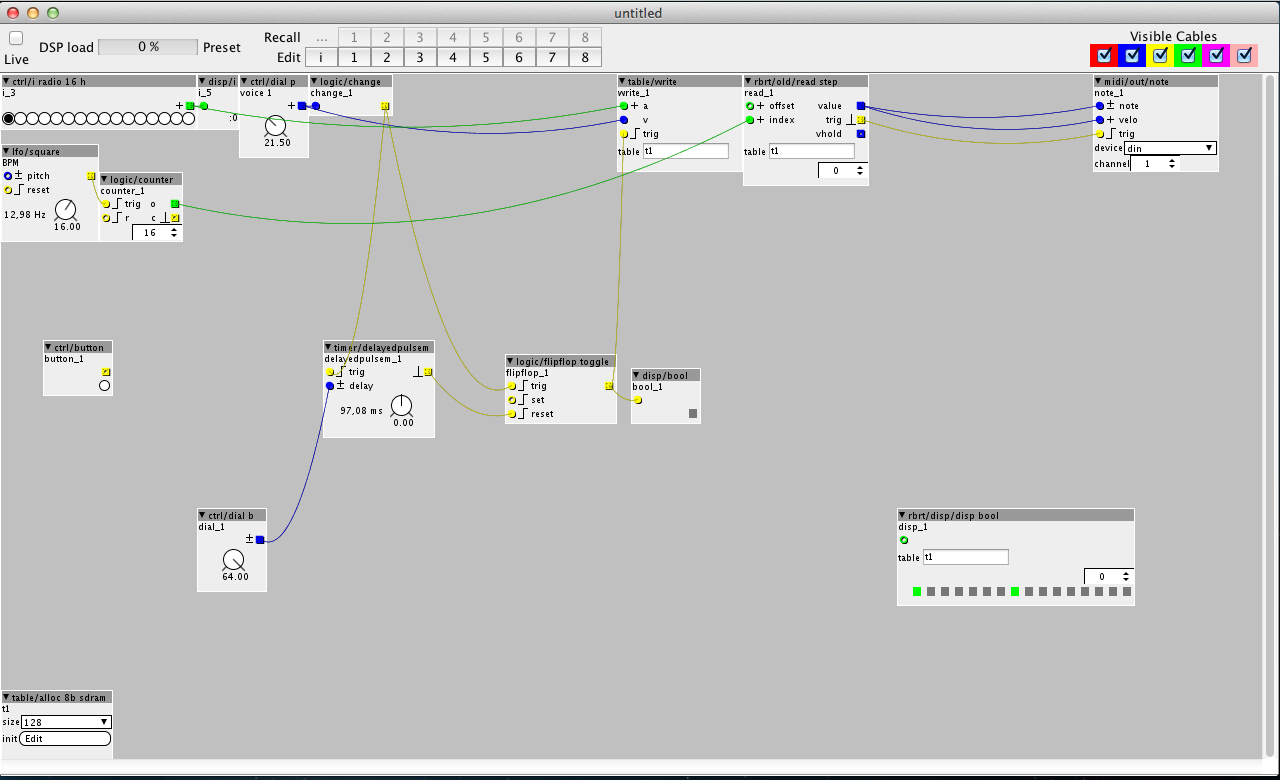 untitled
Live
DSP load
0 %
Preset
Recall
... 1 2 3 4 5 6 7 8
Edit
i 1 2 3 4 5 6 7 8
Visible Cables
ctrl/i radio 16 h
i_3
+
disp/i
i_5
:0
ctrl/dial p
voice 1
+
21.50
logic/change
change_1
table/write
write_1
+ a
v
trig
table t1
rbrt/old/read step
read_1
+ offset value
+ index trig
vhold
table t1
0
midi/out/note
note_1
± note
± velo
trig
device din
channel 1
lfo/square
BPM
± pitch
reset
12,98 Hz
16.00
logic/counter
counter_1
trig o
r c
16
ctrl/button
button_1
timer/delayedpulsem
delayedpulsem_1
trig
± delay
97,08 ms
0.00
logic/flipflop toggle
flipflop_1
trig
set
reset
disp/bool
bool_1
ctrl/dial b
dial_1
±
64.00
rbrt/disp/disp bool
disp_1
table t1
0
table/alloc 8b sdram
t1
size 128
init Edit